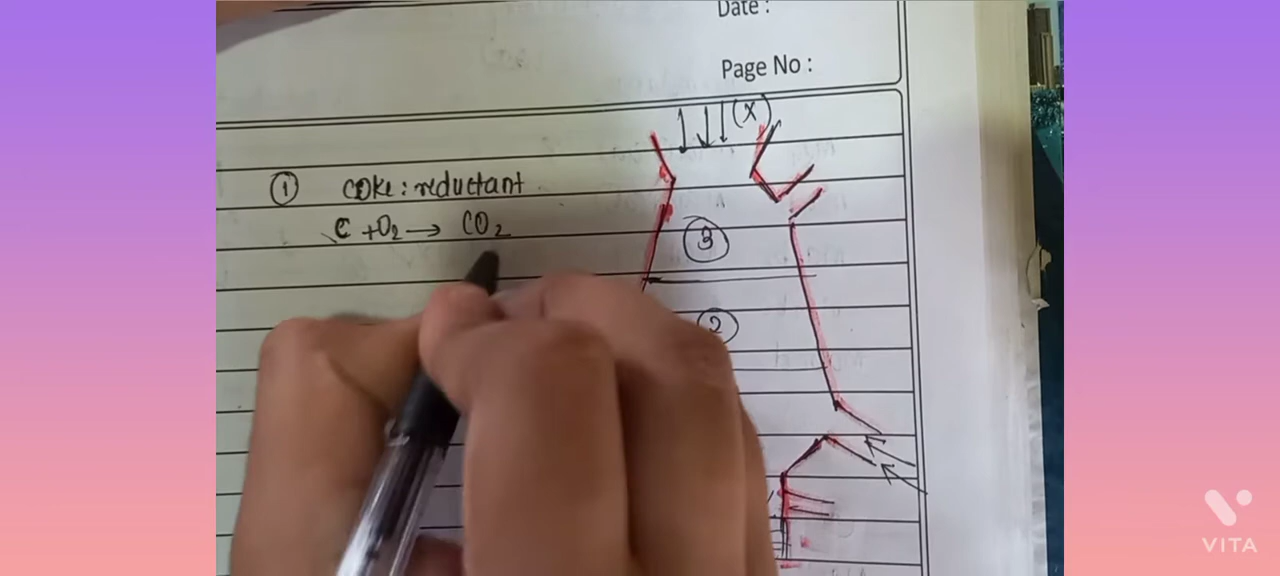 Date :
Page No :
(x)
① COKe : reductant
C + O₂ → CO₂
③
②
VITA